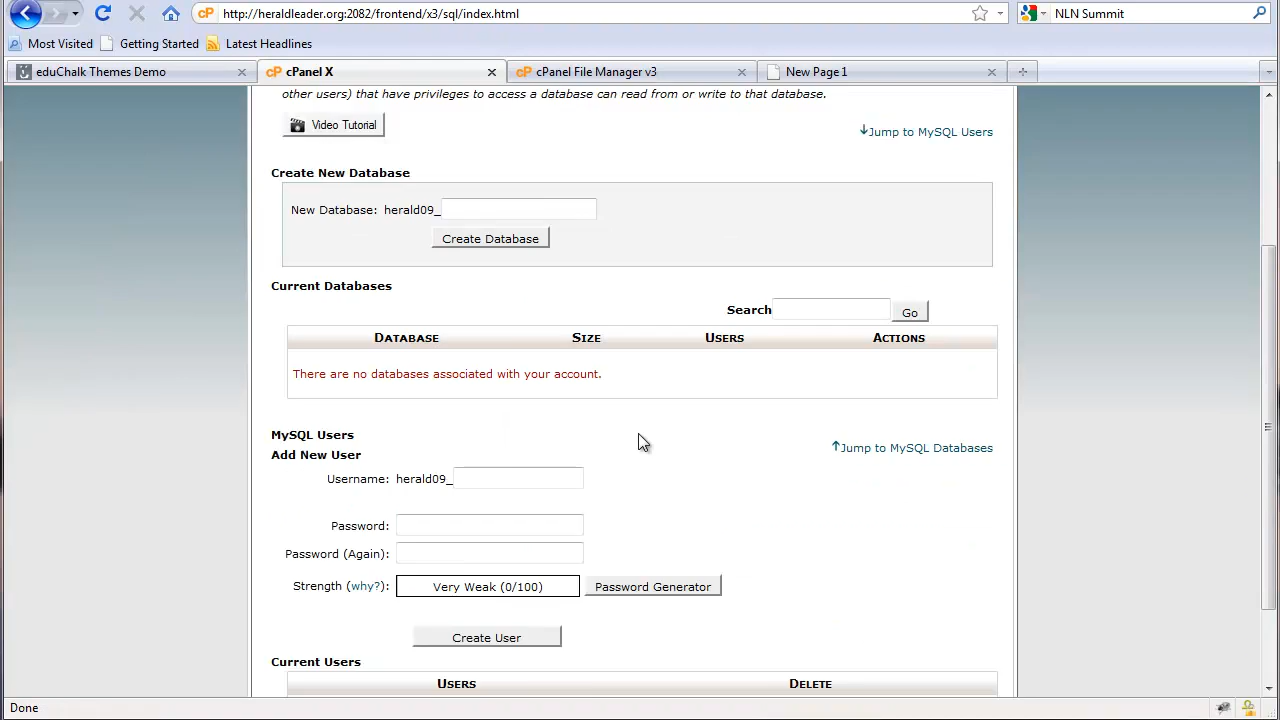 http://heraldleader.org:2082/frontend/x3/sql/index.html
NLN Summit
Most Visited
Getting Started
Latest Headlines
eduChalk Themes Demo
cP cPanel X
cP cPanel File Manager v3
New Page 1
other users) that have privileges to access a database can read from or write to that database.
Video Tutorial
Jump to MySQL Users
Create New Database
New Database: herald09_
Create Database
Current Databases
Search
Go
DATABASE SIZE USERS ACTIONS
There are no databases associated with your account.
MySQL Users
Jump to MySQL Databases
Add New User
Username: herald09_
Password:
Password (Again):
Strength (why?): Very Weak (0/100) Password Generator
Create User
Current Users
USERS DELETE
Done